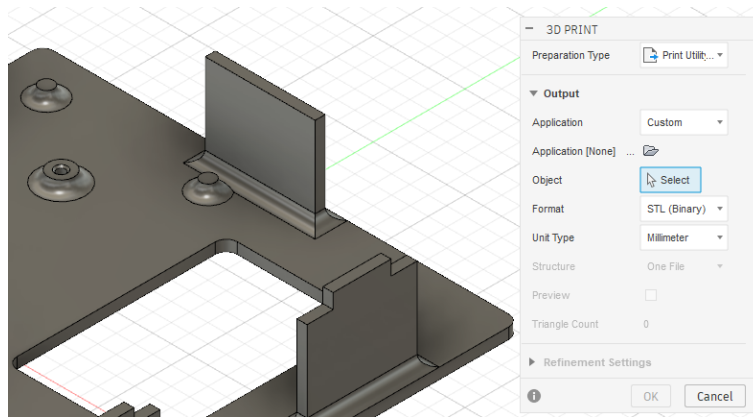 3D PRINT
Preparation Type Print Utility...
Output
Application Custom
Application [None] ...
Object Select
Format STL (Binary)
Unit Type Millimeter
Structure One File
Preview
Triangle Count 0
Refinement Settings
OK Cancel